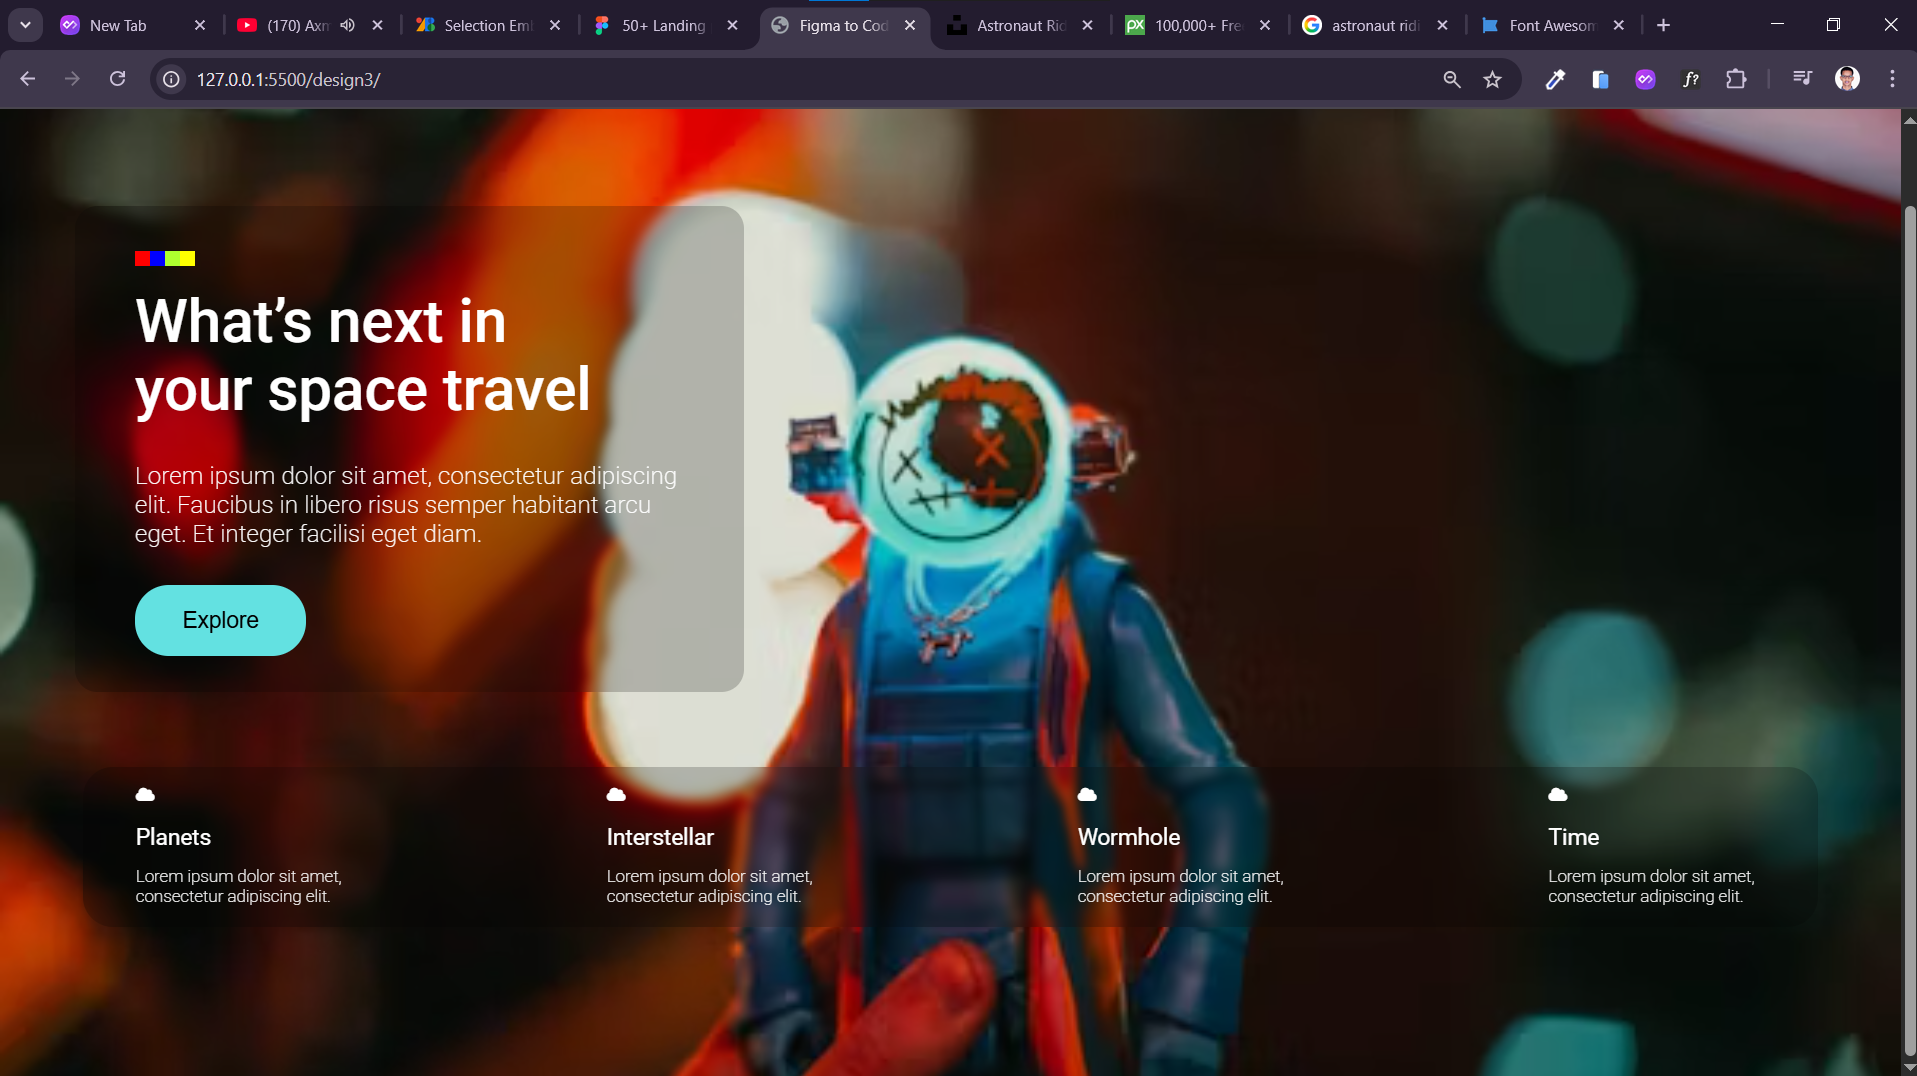 New Tab
(170) Axm
Selection Em
50+ Landing
Figma to Cod
Astronaut Rid
100,000+ Fre
astronaut ridi
Font Awesom
127.0.0.1:5500/design3/
f?
What’s next in
your space travel
Lorem ipsum dolor sit amet, consectetur adipiscing
elit. Faucibus in libero risus semper habitant arcu
eget. Et integer facilisi eget diam.
Explore
Planets
Lorem ipsum dolor sit amet,
consectetur adipiscing elit.
Interstellar
Lorem ipsum dolor sit amet,
consectetur adipiscing elit.
Wormhole
Lorem ipsum dolor sit amet,
consectetur adipiscing elit.
Time
Lorem ipsum dolor sit amet,
consectetur adipiscing elit.